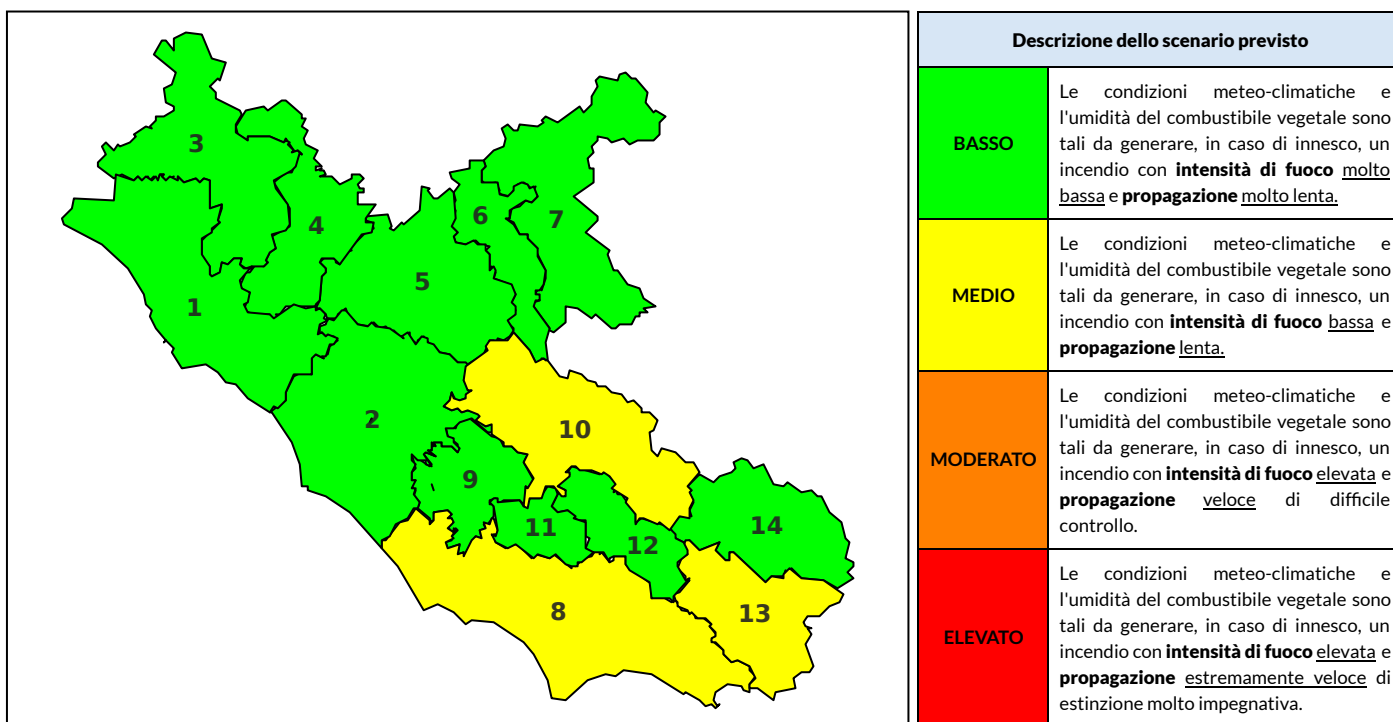 3
4
6
7
5
1
2
10
9
11
14
12
8
13
Descrizione dello scenario previsto
BASSO
Le condizioni meteo-climatiche e
l'umidità del combustibile vegetale sono
tali da generare, in caso di innesco, un
incendio con intensità di fuoco molto
bassa e propagazione molto lenta.
MEDIO
Le condizioni meteo-climatiche e
l'umidità del combustibile vegetale sono
tali da generare, in caso di innesco, un
incendio con intensità di fuoco bassa e
propagazione lenta.
MODERATO
Le condizioni meteo-climatiche e
l'umidità del combustibile vegetale sono
tali da generare, in caso di innesco, un
incendio con intensità di fuoco elevata e
propagazione veloce di difficile
controllo.
ELEVATO
Le condizioni meteo-climatiche e
l'umidità del combustibile vegetale sono
tali da generare, in caso di innesco, un
incendio con intensità di fuoco elevata e
propagazione estremamente veloce di
estinzione molto impegnativa.